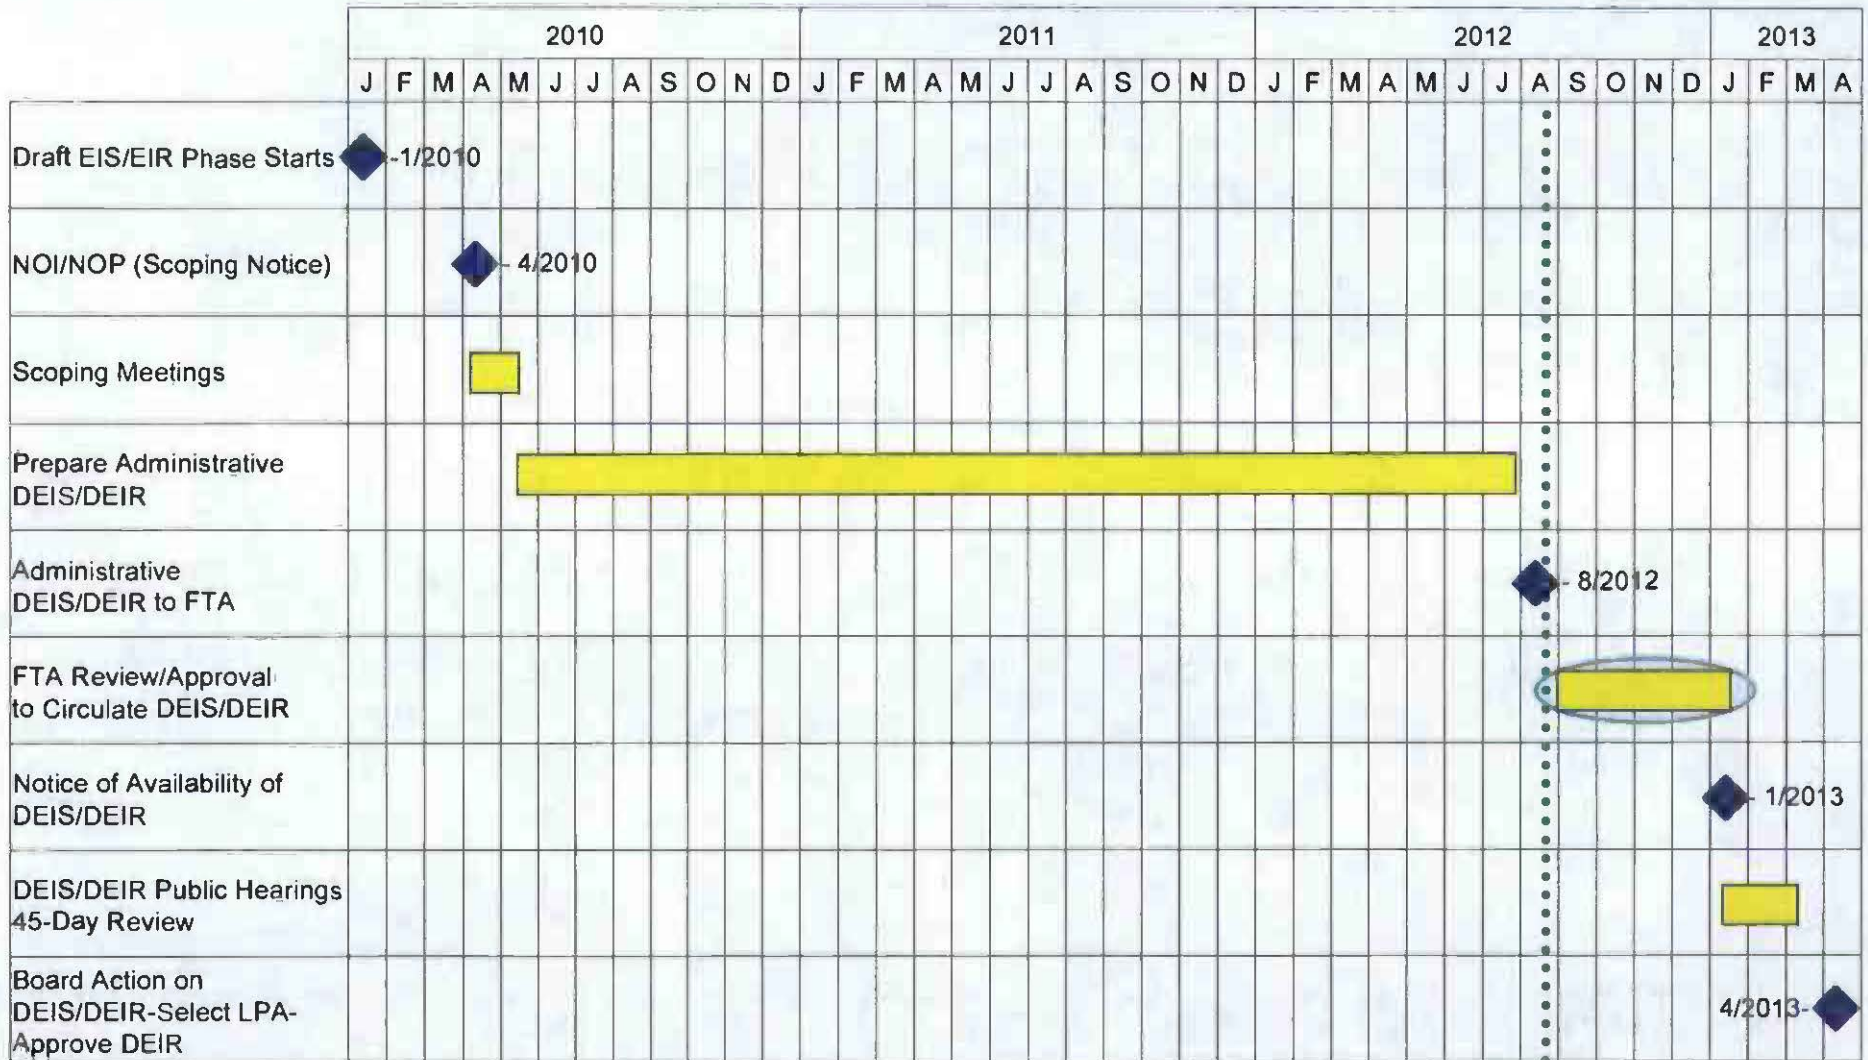 2010 2011 2012 2013
J F M A M J J A S O N D J F M A M J J A S O N D J F M A M J J A S O N D J F M A
Draft EIS/EIR Phase Starts -1/2010
NOI/NOP (Scoping Notice) - 4/2010
Scoping Meetings
Prepare Administrative
DEIS/DEIR
Administrative
DEIS/DEIR to FTA - 8/2012
FTA Review/Approval
to Circulate DEIS/DEIR
Notice of Availability of
DEIS/DEIR - 1/2013
DEIS/DEIR Public Hearings
45-Day Review
Board Action on
DEIS/DEIR-Select LPA-
Approve DEIR 4/2013-